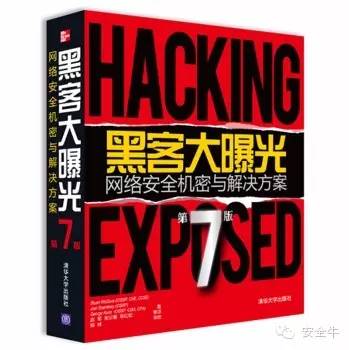 HACKING
黑客大曝光
网络安全机密与解决方案
第7版
EXPOSED
清华大学出版社
黑客大曝光
网络安全机密与解决方案
第7版
清华大学出版社
安全牛